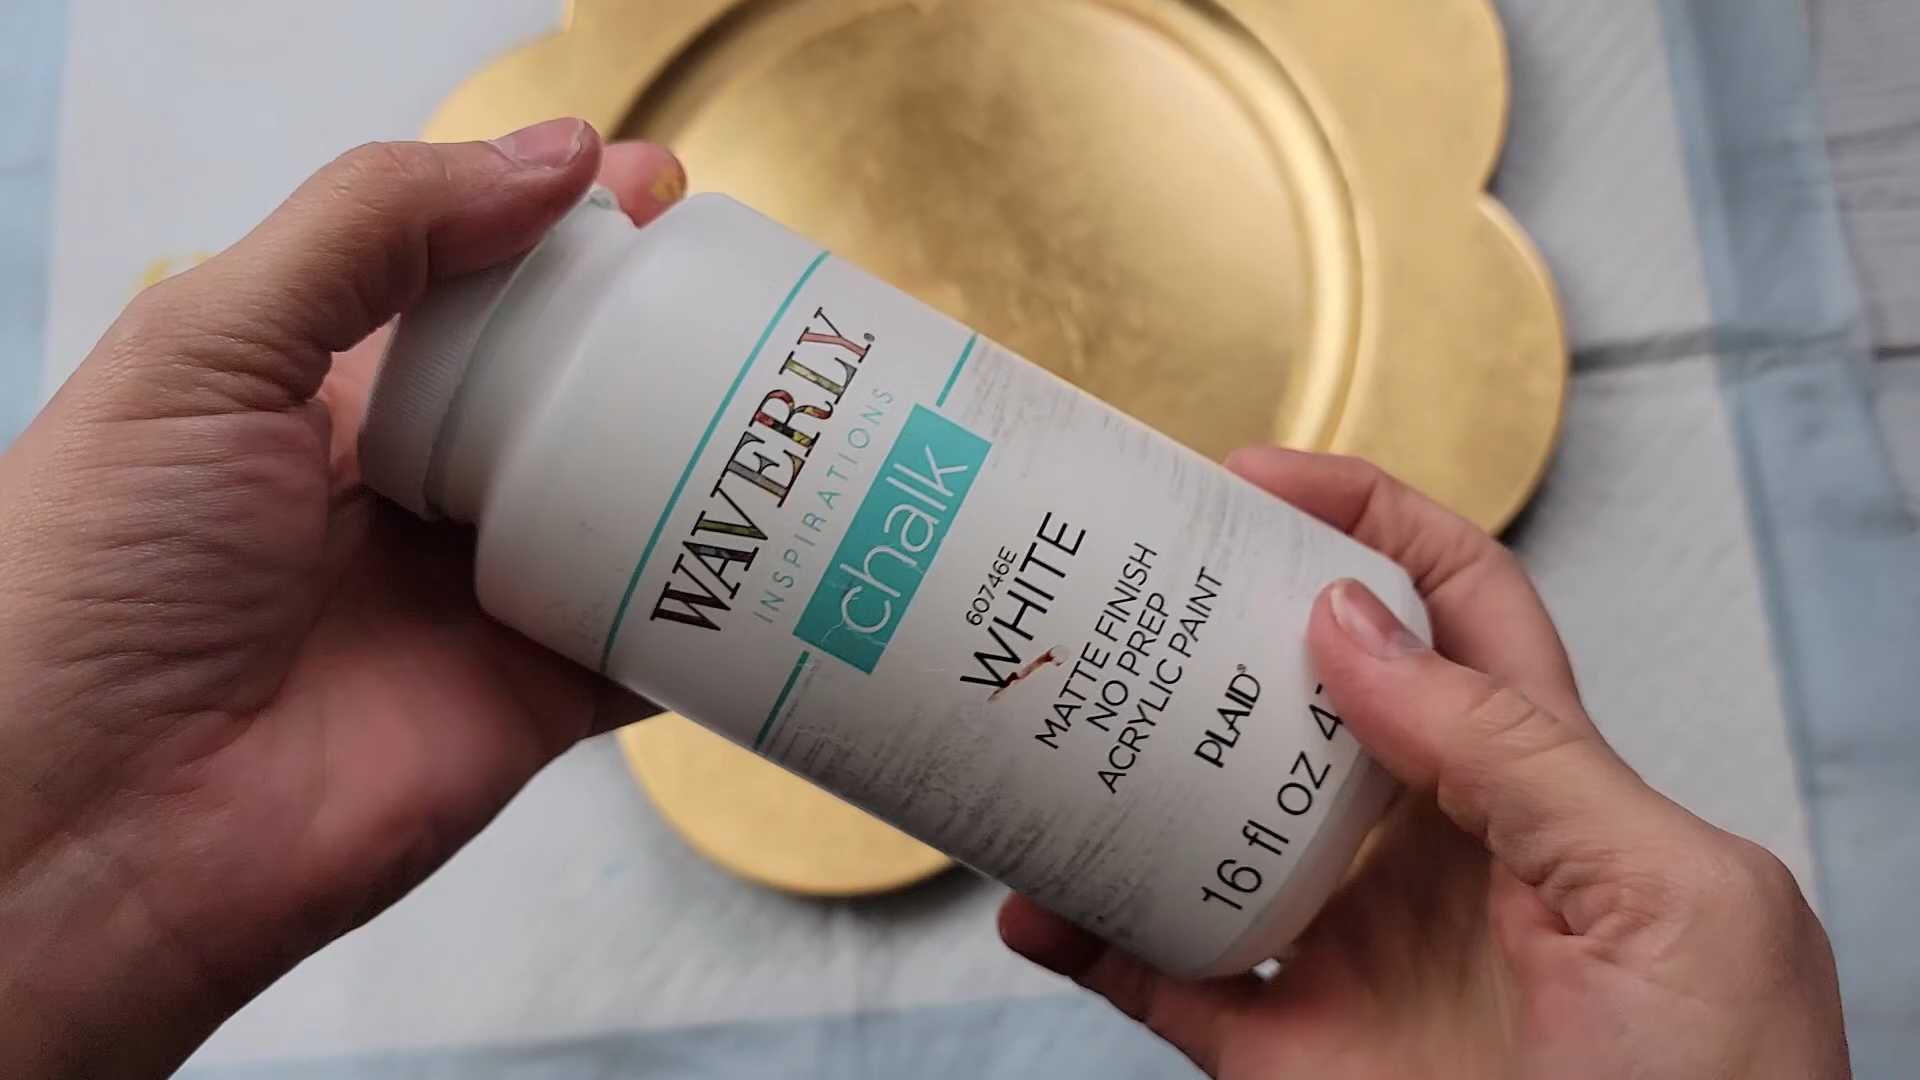 WAVERLY®
INSPIRATIONS
chalk
60746E
WHITE
MATTE FINISH
NO PREP
ACRYLIC PAINT
PLAID®
16 fl OZ